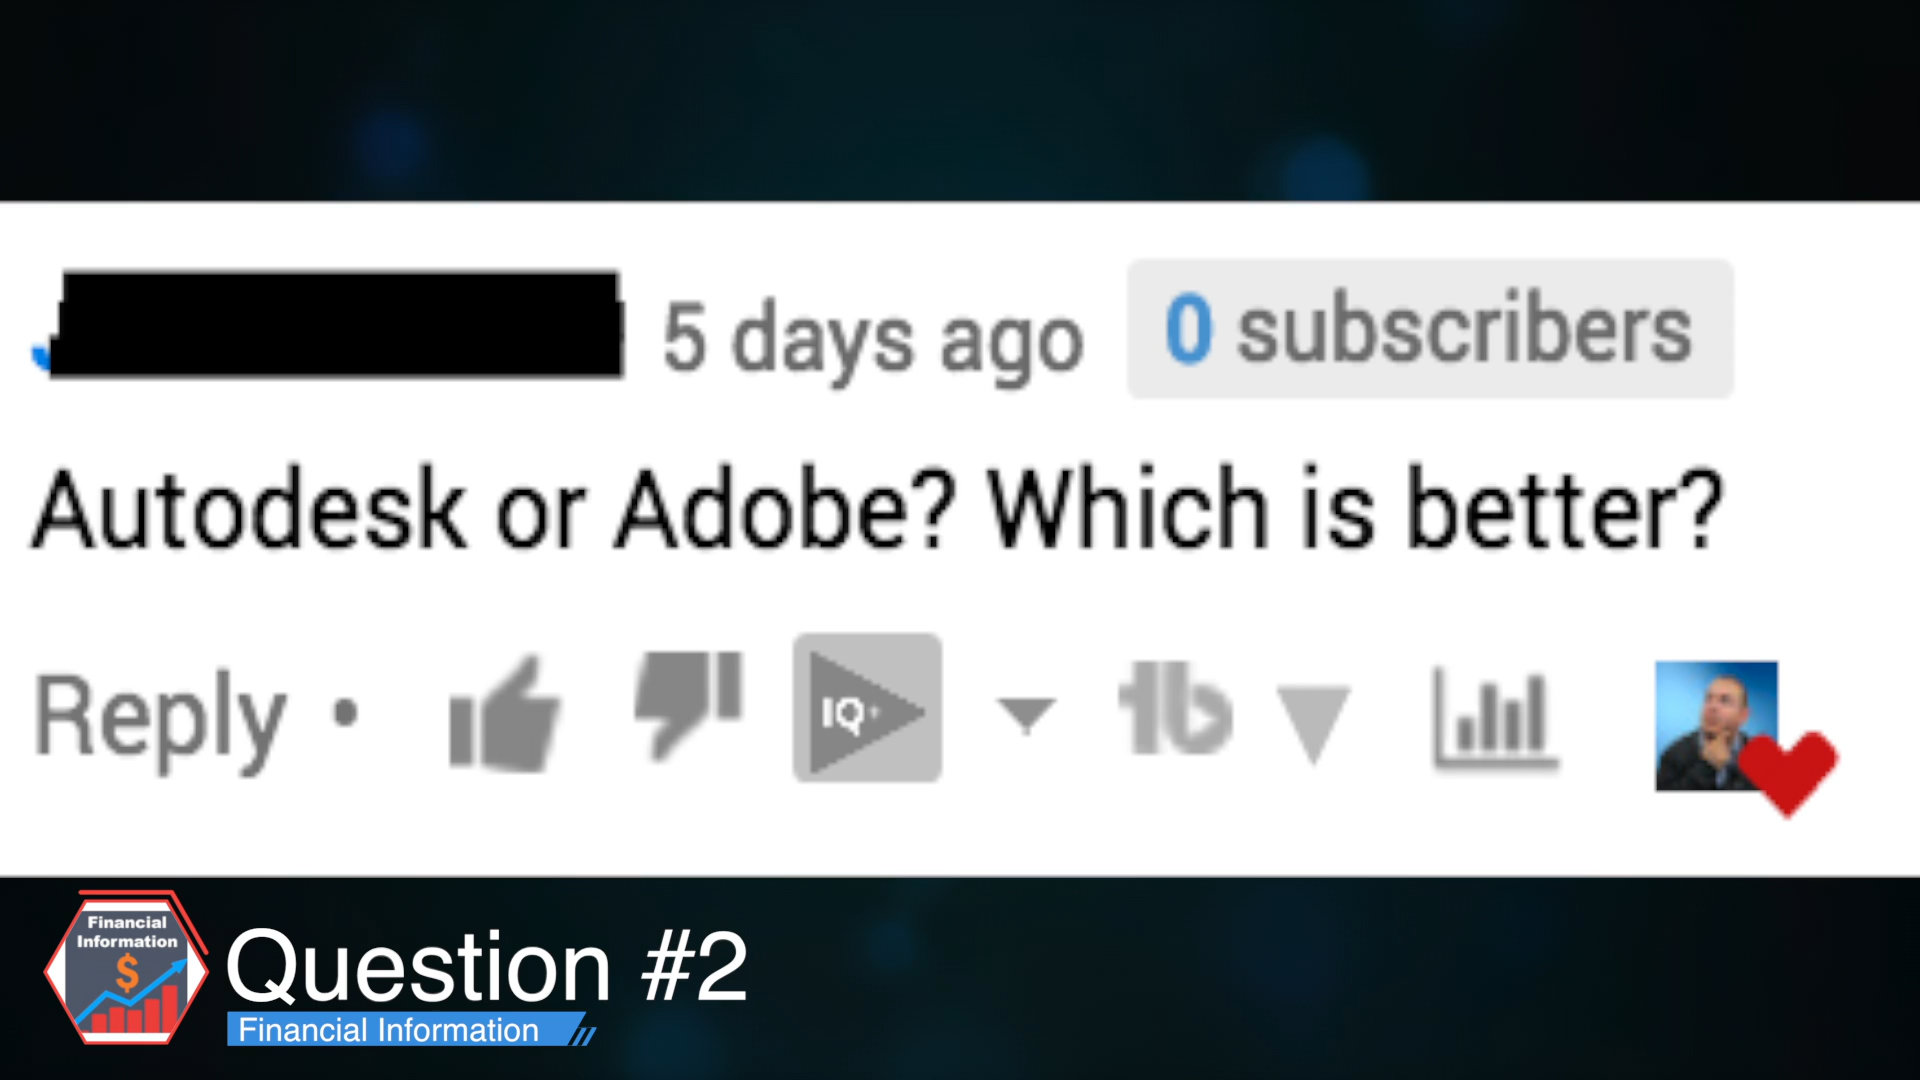 5 days ago 0 subscribers
Autodesk or Adobe? Which is better?
Reply •
IQ+
tb
Financial
Information
$
Question #2
Financial Information